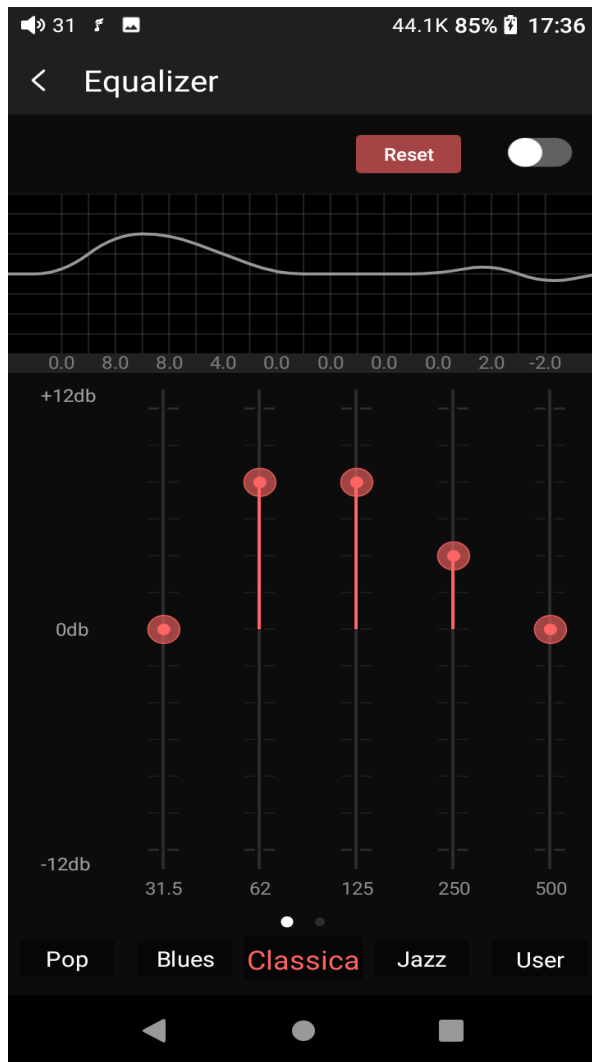 31 44.1K 85% 17:36
Equalizer
Reset
0.0 8.0 8.0 4.0 0.0 0.0 0.0 0.0 2.0 -2.0
+12db
0db
-12db
31.5 62 125 250 500
Pop Blues Classica Jazz User